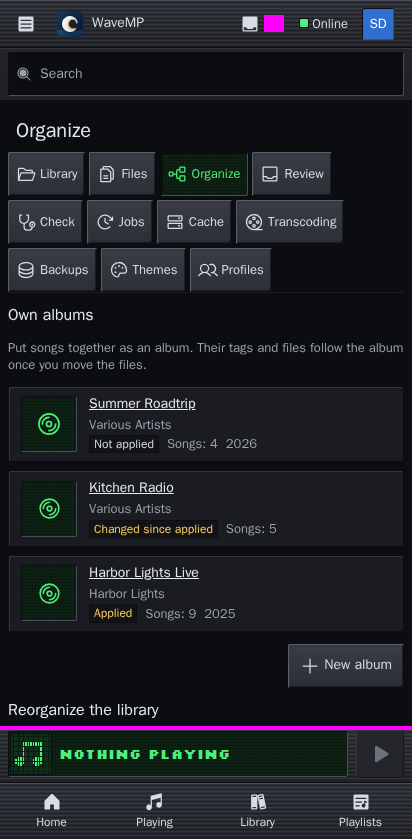 WaveMP
Online
SD
Search
Organize
Library
Files
Organize
Review
Check
Jobs
Cache
Transcoding
Backups
Themes
Profiles
Own albums
Put songs together as an album. Their tags and files follow the album
once you move the files.
Summer Roadtrip
Various Artists
Not applied Songs: 4 2026
Kitchen Radio
Various Artists
Changed since applied Songs: 5
Harbor Lights Live
Harbor Lights
Applied Songs: 9 2025
New album
Reorganize the library
NOTHING PLAYING
Home
Playing
Library
Playlists